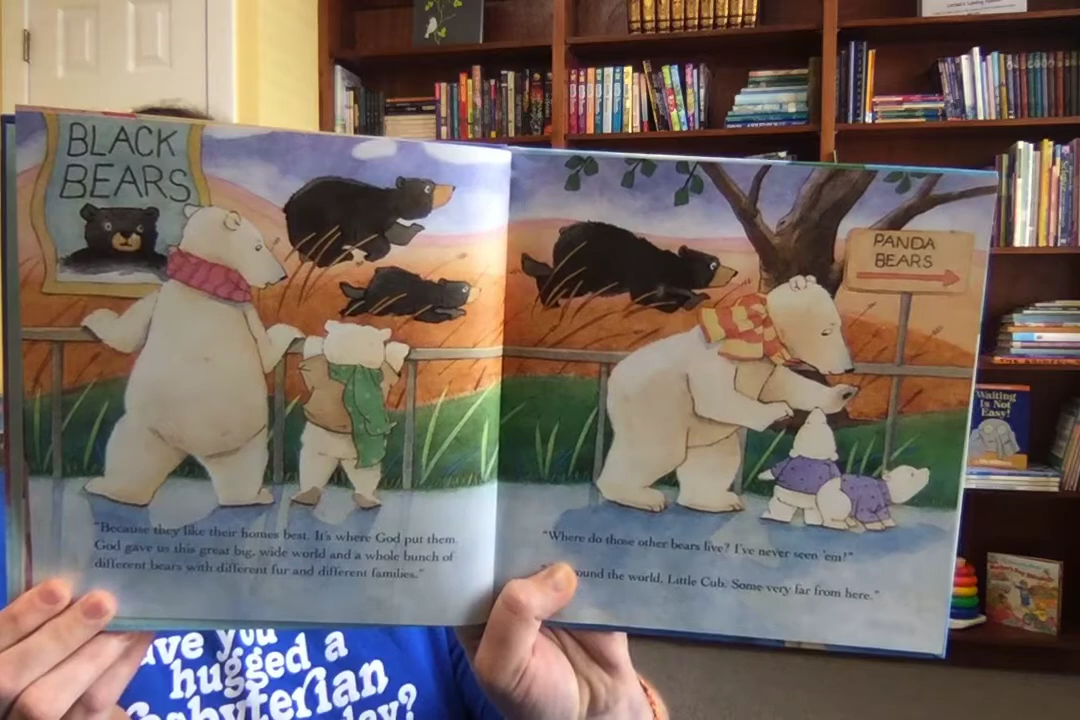 BLACK
BEARS
PANDA
BEARS
"Because they like their homes best. It's where God put them.
God gave us this great big, wide world and a whole bunch of
different bears with different fur and different families."
"Where do those other bears live? I've never seen 'em!"
the world, Little Cub. Some very far from here."
Waiting
Is Not
Easy!
you
hugged a